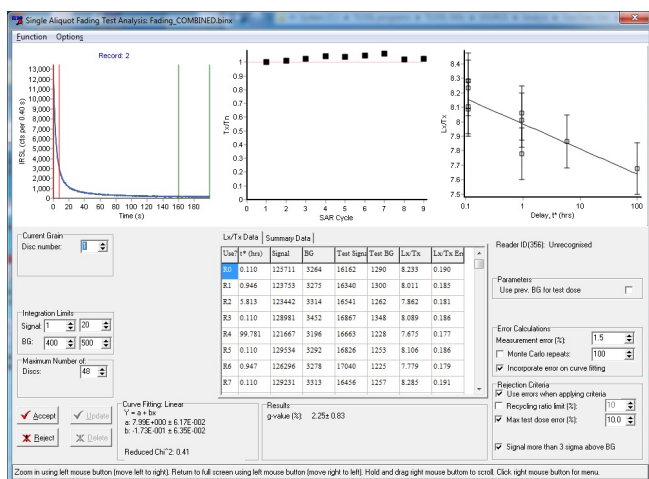 Single Aliquot Fading Test Analysis: Fading_COMBINED.binx
Function Options
Record: 2
IRSL (cts per 0.40 s)
13,000
12,000
11,000
10,000
9,000
8,000
7,000
6,000
5,000
4,000
3,000
2,000
1,000
0
0 20 40 60 80 100 120 140 160 180
Time (s)
Tx/Tn
0.9
0.8
0.7
0.6
0.5
0.4
0.3
0.2
0.1
0
0 1 2 3 4 5 6 7 8 9
SAR Cycle
Lx/Tx
8.4
8.3
8.2
8.1
8
7.9
7.8
7.7
7.6
7.5
0.1 1 10 100
Delay, t* (hrs)
Current Grain
Disc number: 1
Integration Limits
Signal: 1 20
BG: 400 500
Maximum Number of:
Discs: 48
Lx/Tx Data Summary Data
Use? t* (hrs) Signal BG Test Signa Test BG Lx/Tx Lx/Tx Err
R0 0.110 125711 3264 16162 1290 8.233 0.190
R1 0.946 123753 3275 16340 1300 8.011 0.185
R2 5.813 123442 3314 16541 1262 7.862 0.181
R3 0.110 128981 3452 16867 1348 8.089 0.186
R4 99.781 121667 3196 16663 1228 7.675 0.177
R5 0.110 129534 3292 16826 1253 8.106 0.186
R6 0.947 126296 3278 17040 1225 7.779 0.179
R7 0.110 129231 3313 16456 1257 8.285 0.191
Reader ID(356): Unrecognised
Parameters
Use prev. BG for test dose
Error Calculations
Measurement error (%): 1.5
Monte Carlo repeats: 100
Incorporate error on curve fitting
Rejection Criteria
Use errors when applying criteria
Recycling ratio limit (%): 10
Max test dose error (%): 10.0
Signal more than 3 sigma above BG
Accept Update
Reject Delete
Curve Fitting: Linear
Y = a + bx
a: 7.99E+000 ± 6.17E-002
b: -1.73E-001 ± 6.35E-002
Reduced Chi^2: 0.41
Results
g-value (%): 2.25± 0.83
Zoom in using left mouse button (move left to right). Return to full screen using left mouse button (move right to left). Hold and drag right mouse buttom to scroll. Click right mouse button for menu.